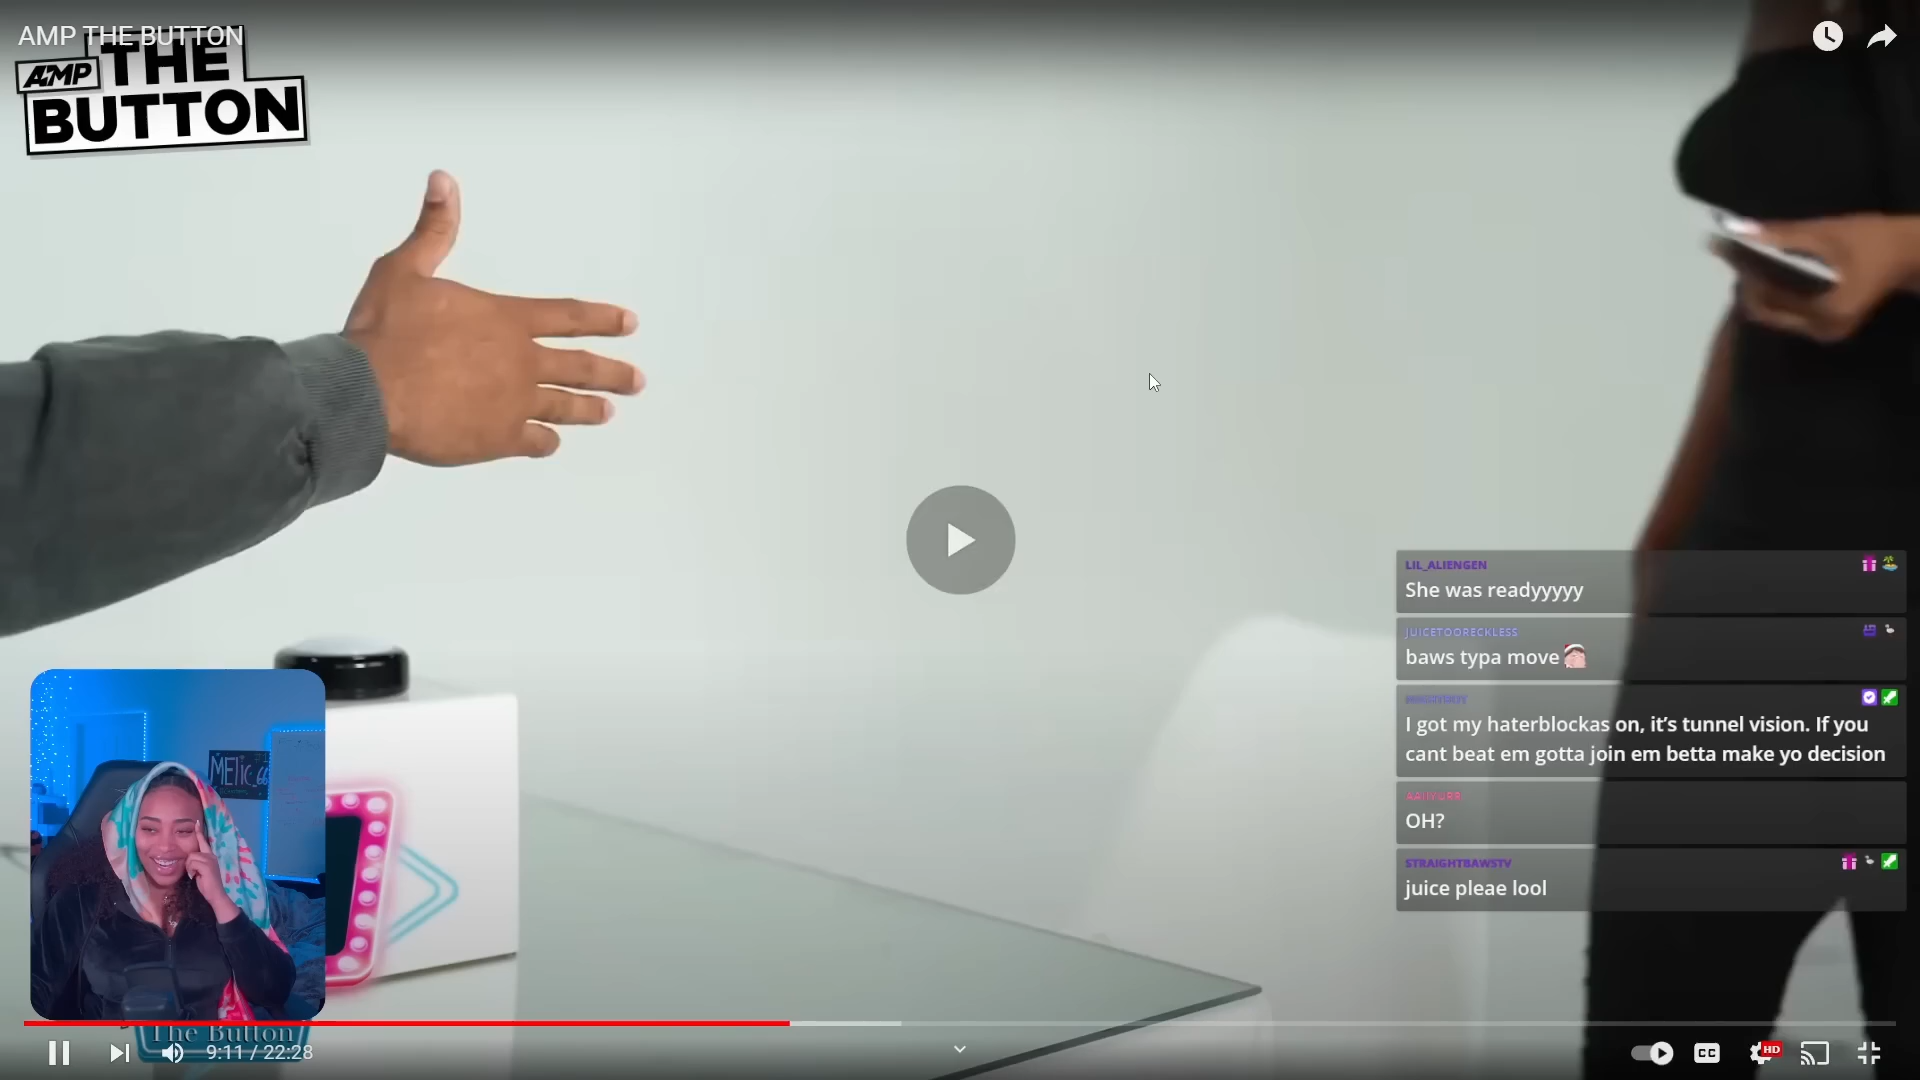 AMP THE BUTTON
AMP THE
BUTTON
LIL_ALIENGEN
She was readyyyyy
JUICETOORECKLESS
baws typa move
I got my haterblockas on, it's tunnel vision. If you
cant beat em gotta join em betta make yo decision
OH?
STRAIGHTBAWSTV
juice pleae lool
The Button
9:11 / 22:28
CC
HD